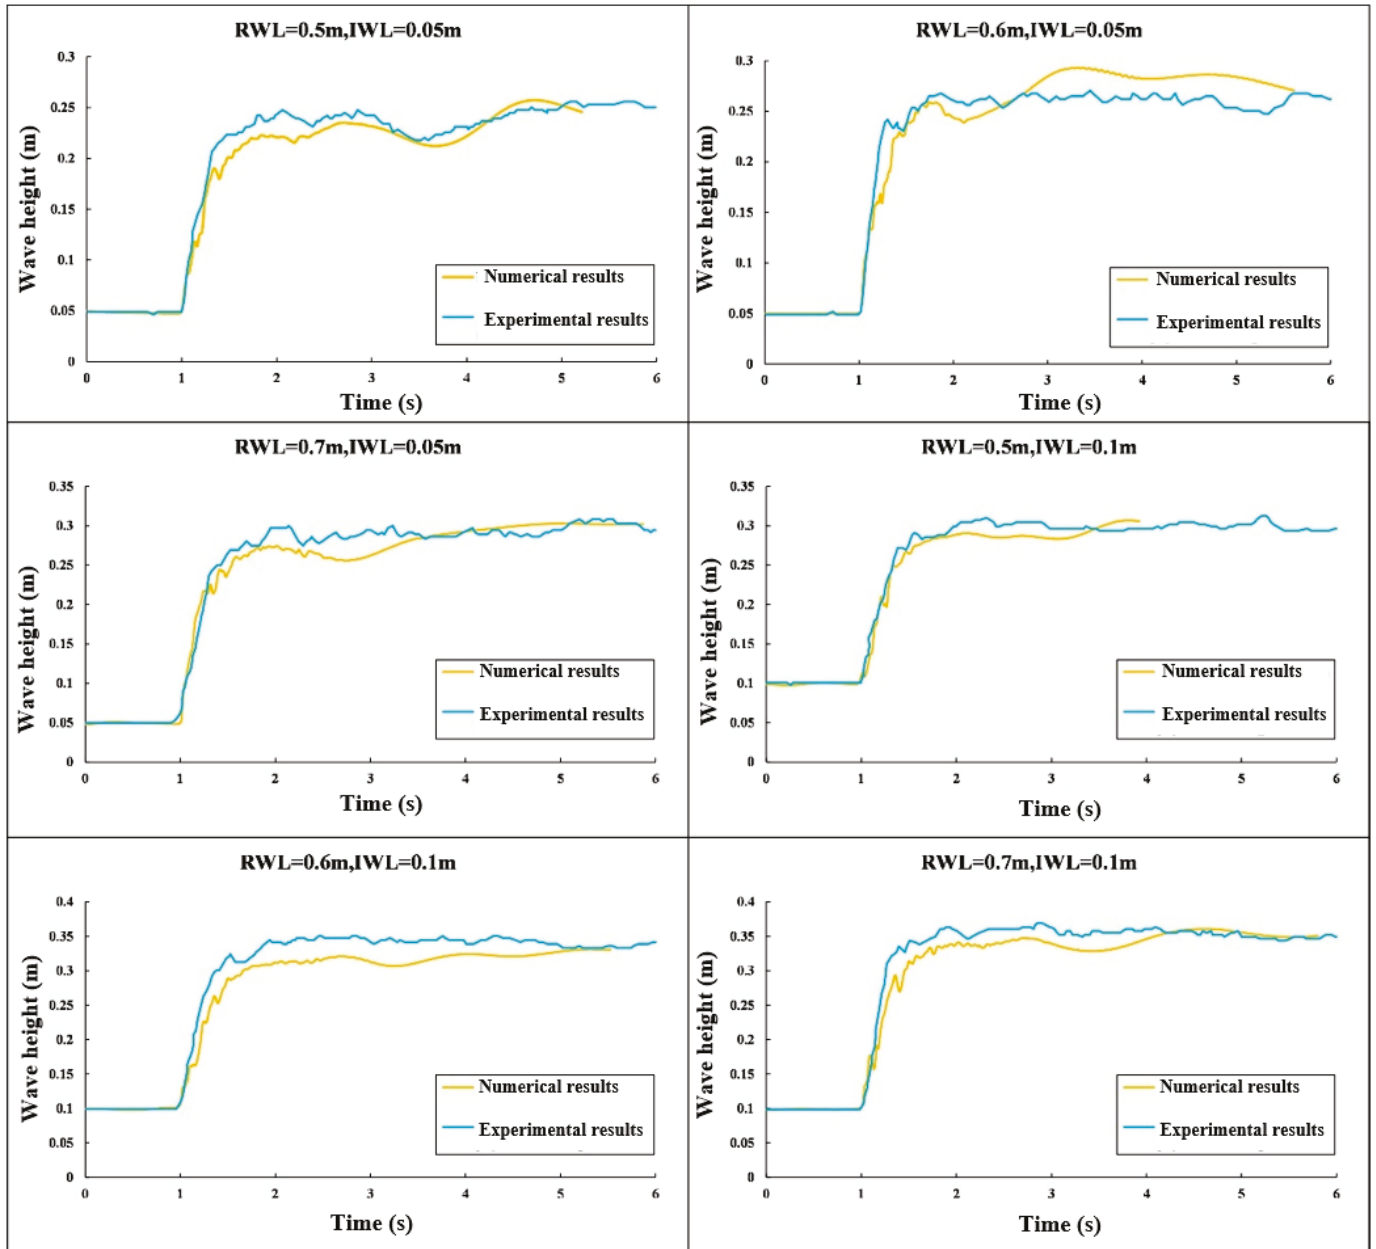 RWL=0.5m,IWL=0.05m
0.3
0.25
0.2
0.15
0.1
0.05
0
Wave height (m)
Numerical results
Experimental results
0 1 2 3 4 5 6
Time (s)
RWL=0.6m,IWL=0.05m
0.3
0.25
0.2
0.15
0.1
0.05
0
Wave height (m)
Numerical results
Experimental results
0 1 2 3 4 5 6
Time (s)
RWL=0.7m,IWL=0.05m
0.35
0.3
0.25
0.2
0.15
0.1
0.05
0
Wave height (m)
Numerical results
Experimental results
0 1 2 3 4 5 6
Time (s)
RWL=0.5m,IWL=0.1m
0.35
0.3
0.25
0.2
0.15
0.1
0.05
0
Wave height (m)
Numerical results
Experimental results
0 1 2 3 4 5 6
Time (s)
RWL=0.6m,IWL=0.1m
0.4
0.35
0.3
0.25
0.2
0.15
0.1
0.05
0
Wave height (m)
Numerical results
Experimental results
0 1 2 3 4 5 6
Time (s)
RWL=0.7m,IWL=0.1m
0.4
0.35
0.3
0.25
0.2
0.15
0.1
0.05
0
Wave height (m)
Numerical results
Experimental results
0 1 2 3 4 5 6
Time (s)